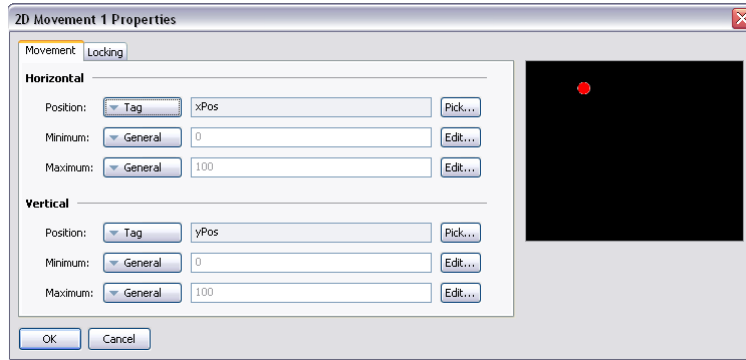 2D Movement 1 Properties
Movement Locking
Horizontal
Position: Tag xPos Pick...
Minimum: General 0 Edit...
Maximum: General 100 Edit...
Vertical
Position: Tag yPos Pick...
Minimum: General 0 Edit...
Maximum: General 100 Edit...
OK Cancel